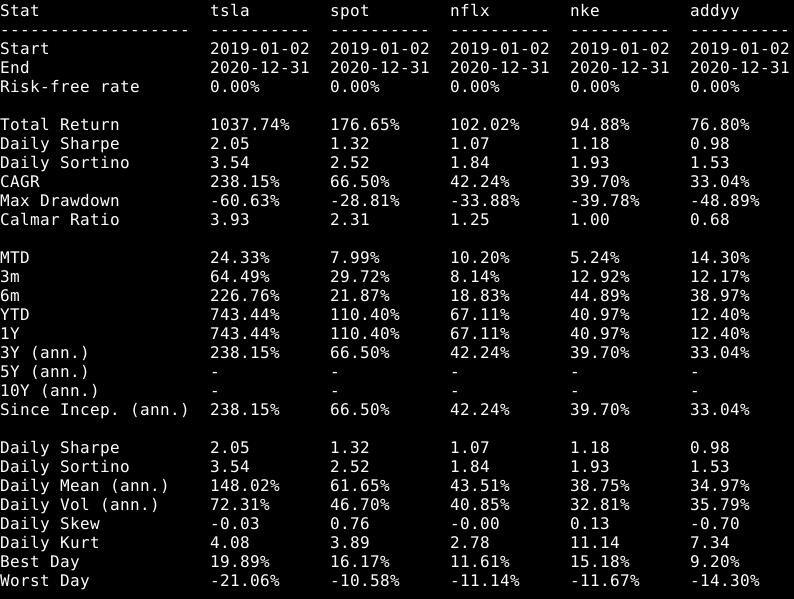 Stat tsla spot nflx nke addyy
------------------- ---------- ---------- ---------- ---------- ----------
Start 2019-01-02 2019-01-02 2019-01-02 2019-01-02 2019-01-02
End 2020-12-31 2020-12-31 2020-12-31 2020-12-31 2020-12-31
Risk-free rate 0.00% 0.00% 0.00% 0.00% 0.00%
Total Return 1037.74% 176.65% 102.02% 94.88% 76.80%
Daily Sharpe 2.05 1.32 1.07 1.18 0.98
Daily Sortino 3.54 2.52 1.84 1.93 1.53
CAGR 238.15% 66.50% 42.24% 39.70% 33.04%
Max Drawdown -60.63% -28.81% -33.88% -39.78% -48.89%
Calmar Ratio 3.93 2.31 1.25 1.00 0.68
MTD 24.33% 7.99% 10.20% 5.24% 14.30%
3m 64.49% 29.72% 8.14% 12.92% 12.17%
6m 226.76% 21.87% 18.83% 44.89% 38.97%
YTD 743.44% 110.40% 67.11% 40.97% 12.40%
1Y 743.44% 110.40% 67.11% 40.97% 12.40%
3Y (ann.) 238.15% 66.50% 42.24% 39.70% 33.04%
5Y (ann.) - - - - -
10Y (ann.) - - - - -
Since Incep. (ann.) 238.15% 66.50% 42.24% 39.70% 33.04%
Daily Sharpe 2.05 1.32 1.07 1.18 0.98
Daily Sortino 3.54 2.52 1.84 1.93 1.53
Daily Mean (ann.) 148.02% 61.65% 43.51% 38.75% 34.97%
Daily Vol (ann.) 72.31% 46.70% 40.85% 32.81% 35.79%
Daily Skew -0.03 0.76 -0.00 0.13 -0.70
Daily Kurt 4.08 3.89 2.78 11.14 7.34
Best Day 19.89% 16.17% 11.61% 15.18% 9.20%
Worst Day -21.06% -10.58% -11.14% -11.67% -14.30%